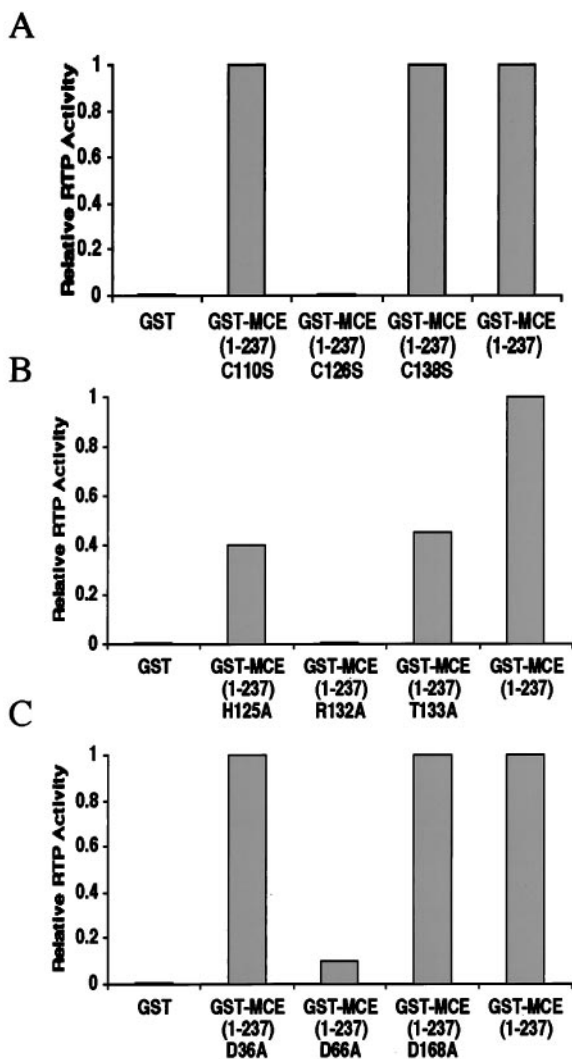 A
Relative RTP Activity
1
0.8
0.6
0.4
0.2
0
GST GST-MCE GST-MCE GST-MCE GST-MCE
(1-237) (1-237) (1-237) (1-237)
C110S C126S C138S
B
Relative RTP Activity
1
0.8
0.6
0.4
0.2
0
GST GST-MCE GST-MCE GST-MCE GST-MCE
(1-237) (1-237) (1-237) (1-237)
H125A R132A T133A
C
Relative RTP Activity
1
0.8
0.6
0.4
0.2
0
GST GST-MCE GST-MCE GST-MCE GST-MCE
(1-237) (1-237) (1-237) (1-237)
D36A D66A D168A